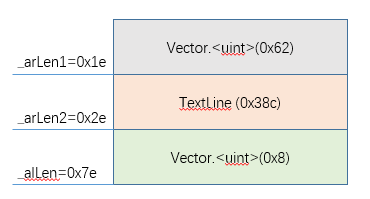 Vector.<uint>(0x62)
_arLen1=0x1e
TextLine (0x38c)
_arLen2=0x2e
Vector.<uint>(0x8)
_alLen=0x7e